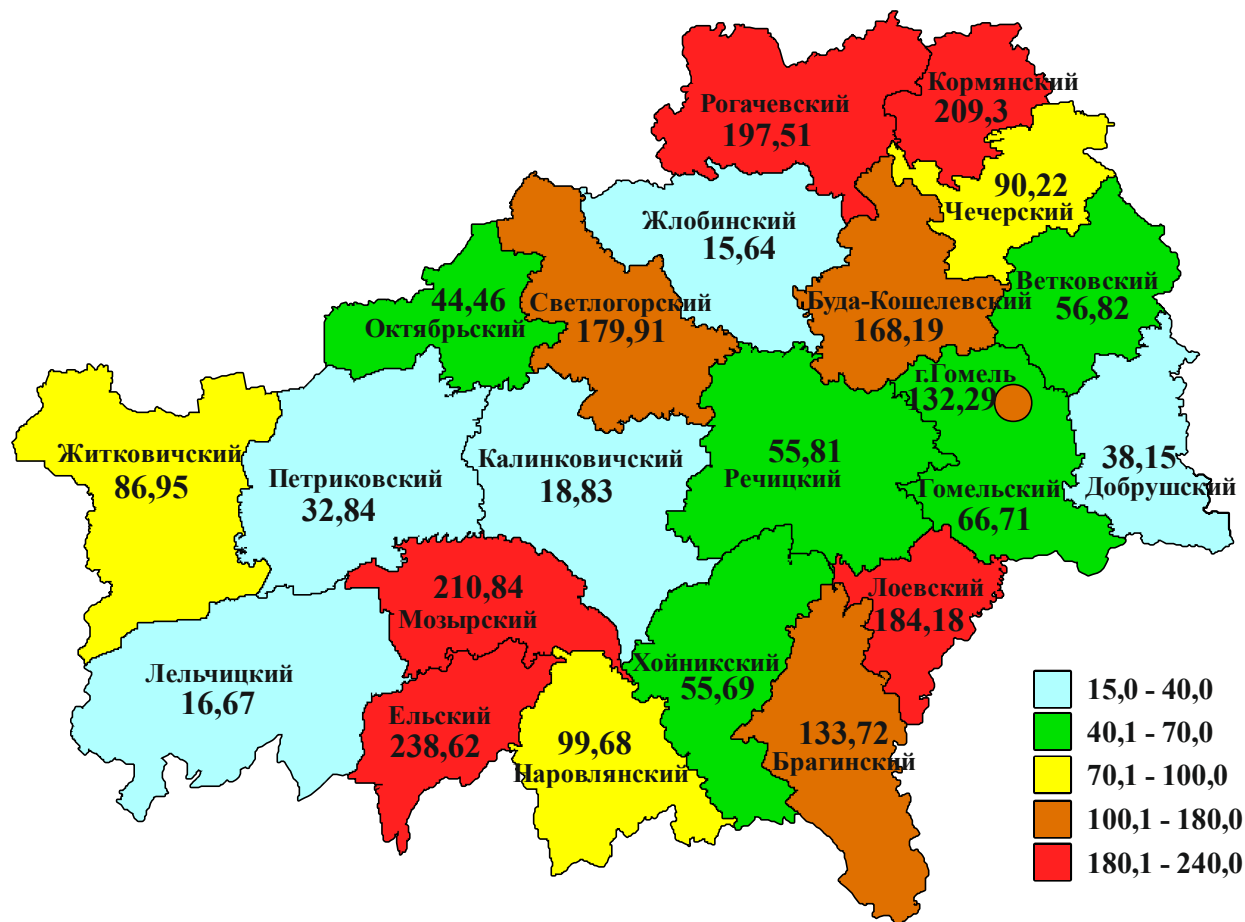 Кормянский
209,3
Рогачевский
197,51
90,22
Чечерский
Жлобинский
15,64
Ветковский
56,82
44,46
Октябрьский
Светлогорский
179,91
Буда-Кошелевский
168,19
г.Гомель
132,29
Житковичский
86,95
Петриковский
32,84
Калинковичский
18,83
55,81
Речицкий
Гомельский
66,71
38,15
Добрушский
210,84
Мозырский
Лоевский
184,18
Лельчицкий
16,67
Хойникский
55,69
Ельский
238,62
99,68
Наровлянский
133,72
Брагинский
15,0 - 40,0
40,1 - 70,0
70,1 - 100,0
100,1 - 180,0
180,1 - 240,0